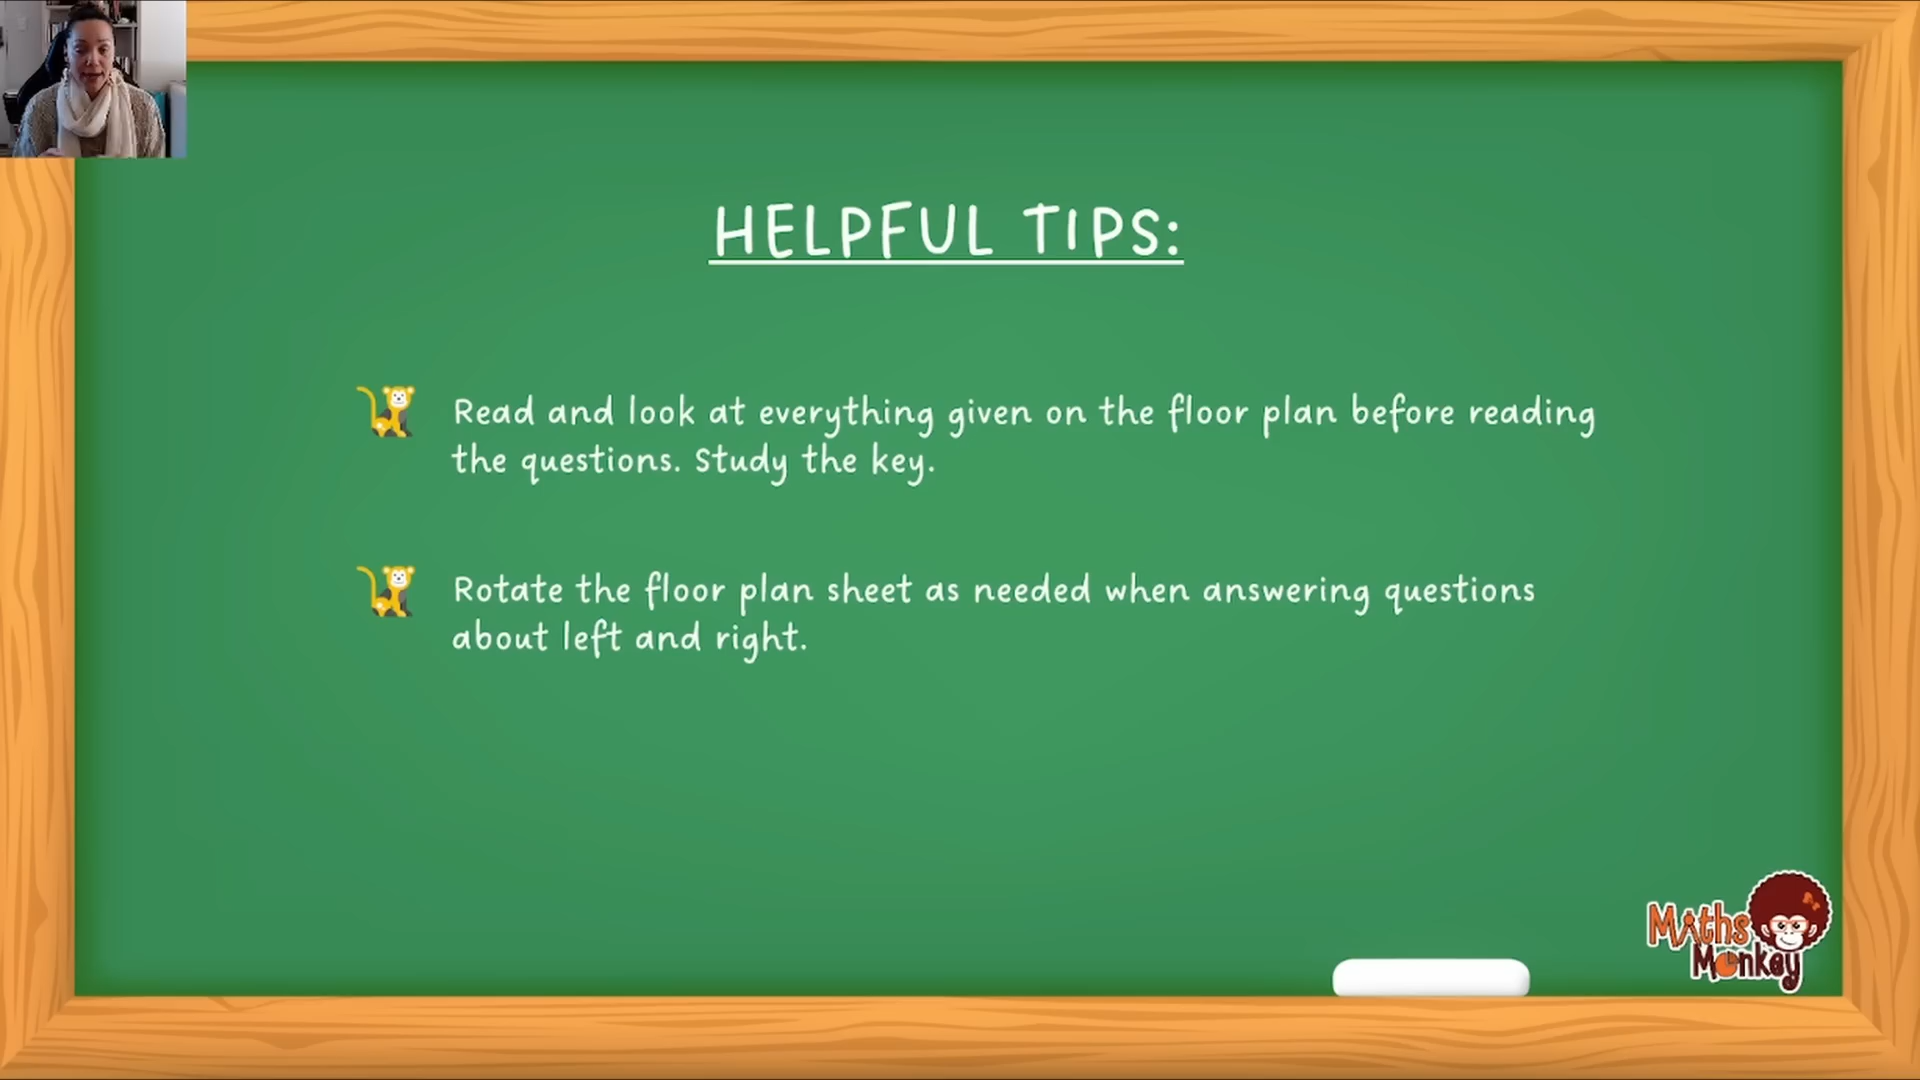 HELPFUL TIPS:
Read and look at everything given on the floor plan before reading
the questions. Study the key.
Rotate the floor plan sheet as needed when answering questions
about left and right.
Maths
Monkey